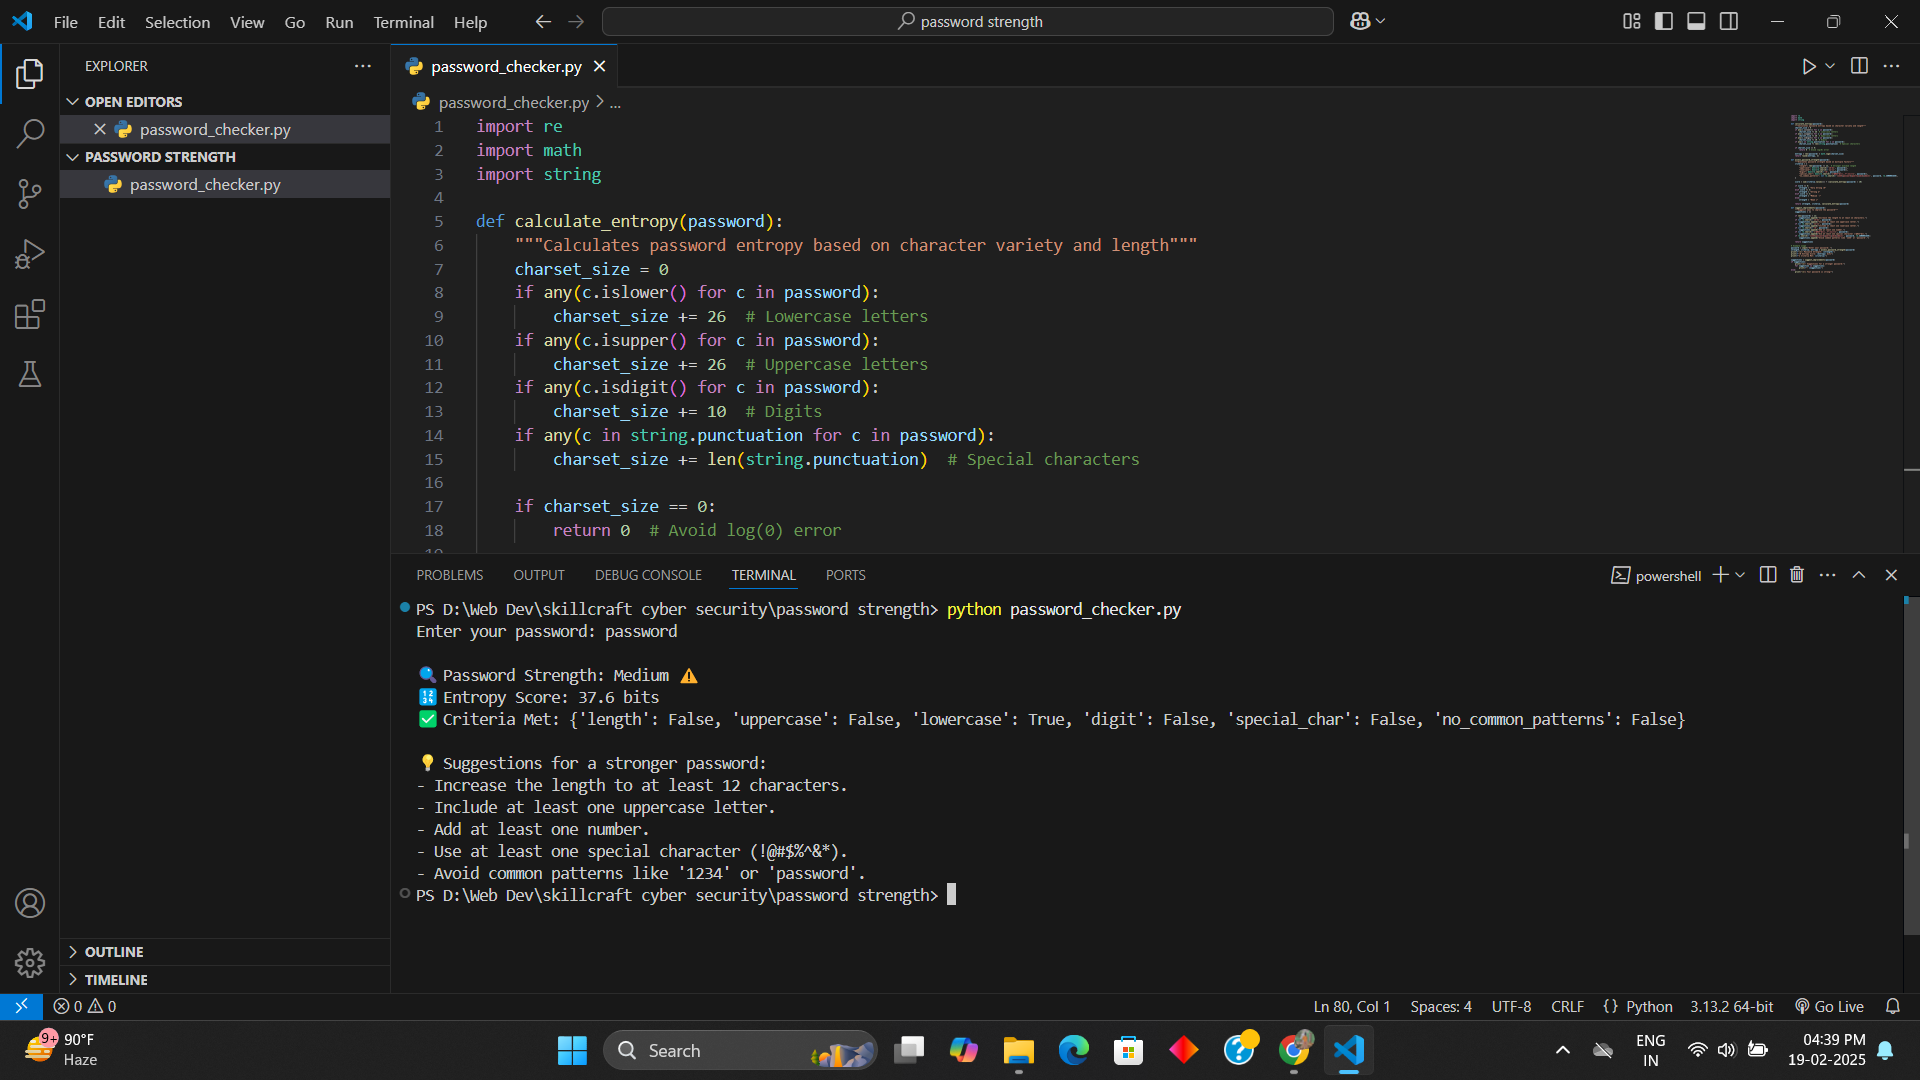 File Edit Selection View Go Run Terminal Help
password strength
EXPLORER
OPEN EDITORS
password_checker.py
PASSWORD STRENGTH
password_checker.py
OUTLINE
TIMELINE
password_checker.py
password_checker.py > ...
1 import re
2 import math
3 import string
4
5 def calculate_entropy(password):
6 """Calculates password entropy based on character variety and length"""
7 charset_size = 0
8 if any(c.islower() for c in password):
9 charset_size += 26 # Lowercase letters
10 if any(c.isupper() for c in password):
11 charset_size += 26 # Uppercase letters
12 if any(c.isdigit() for c in password):
13 charset_size += 10 # Digits
14 if any(c in string.punctuation for c in password):
15 charset_size += len(string.punctuation) # Special characters
16
17 if charset_size == 0:
18 return 0 # Avoid log(0) error
PROBLEMS OUTPUT DEBUG CONSOLE TERMINAL PORTS
powershell
PS D:\Web Dev\skillcraft cyber security\password strength> python password_checker.py
Enter your password: password
🔍 Password Strength: Medium ⚠️
🔢 Entropy Score: 37.6 bits
✅ Criteria Met: {'length': False, 'uppercase': False, 'lowercase': True, 'digit': False, 'special_char': False, 'no_common_patterns': False}
💡 Suggestions for a stronger password:
- Increase the length to at least 12 characters.
- Include at least one uppercase letter.
- Add at least one number.
- Use at least one special character (!@#$%^&*).
- Avoid common patterns like '1234' or 'password'.
PS D:\Web Dev\skillcraft cyber security\password strength>
0 0
Ln 80, Col 1 Spaces: 4 UTF-8 CRLF {} Python 3.13.2 64-bit Go Live
9+
90°F
Haze
Search
ENG
IN
04:39 PM
19-02-2025